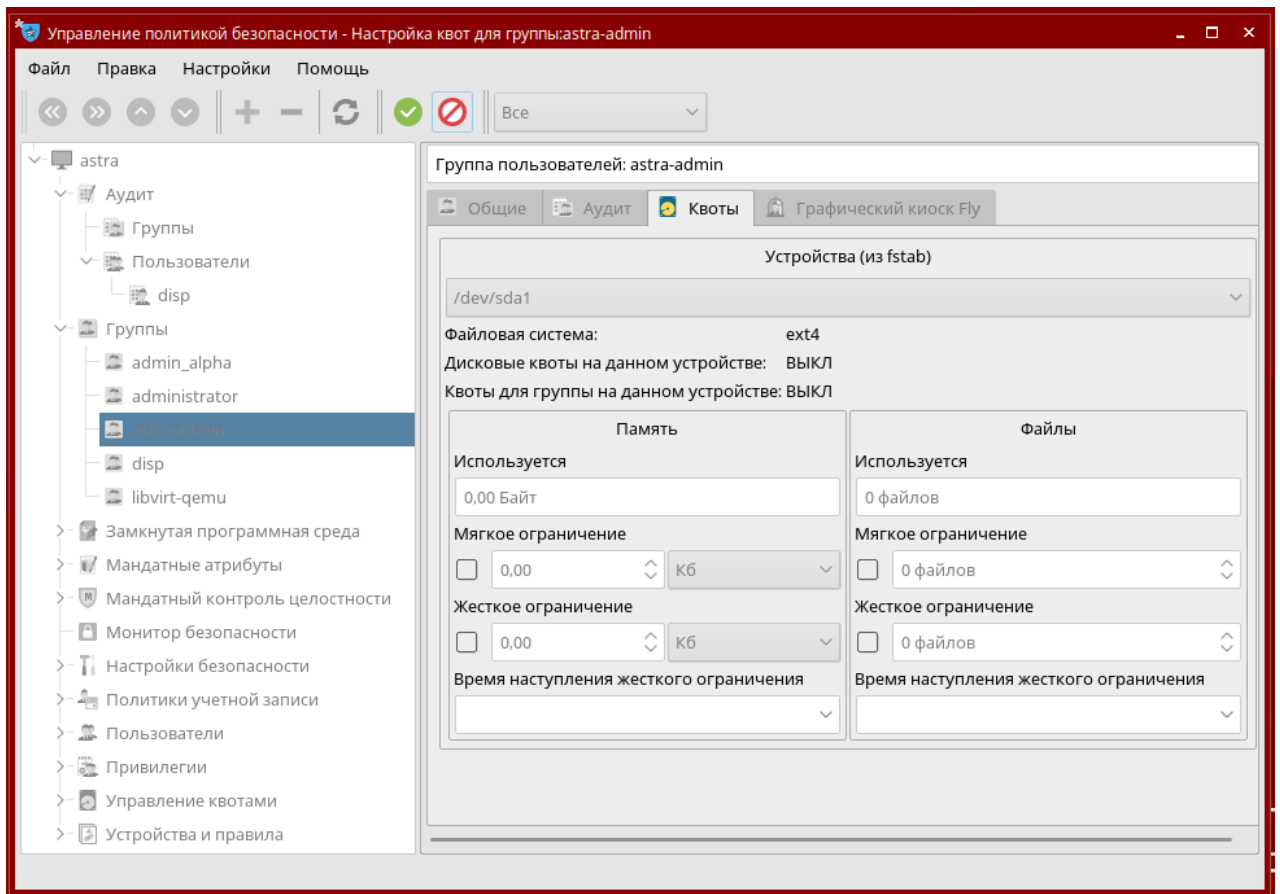 Управление политикой безопасности - Настройка квот для группы:astra-admin
Файл Правка Настройки Помощь
Все
astra
Аудит
Группы
Пользователи
disp
Группы
admin_alpha
administrator
astra-admin
disp
libvirt-qemu
Замкнутая программная среда
Мандатные атрибуты
Мандатный контроль целостности
Монитор безопасности
Настройки безопасности
Политики учетной записи
Пользователи
Привилегии
Управление квотами
Устройства и правила
Группа пользователей: astra-admin
Общие Аудит Квоты Графический киоск Fly
Устройства (из fstab)
/dev/sda1
Файловая система: ext4
Дисковые квоты на данном устройстве: ВЫКЛ
Квоты для группы на данном устройстве: ВЫКЛ
Память
Используется
0,00 Байт
Мягкое ограничение
0,00 Кб
Жесткое ограничение
0,00 Кб
Время наступления жесткого ограничения
Файлы
Используется
0 файлов
Мягкое ограничение
0 файлов
Жесткое ограничение
0 файлов
Время наступления жесткого ограничения